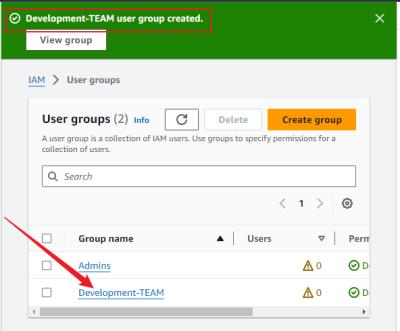 Development-TEAM user group created.
View group
IAM > User groups
User groups (2) Info
Delete
Create group
A user group is a collection of IAM users. Use groups to specify permissions for a
collection of users.
Search
< 1 >
Group name ▲ Users ▽
Admins 0
Development-TEAM 0